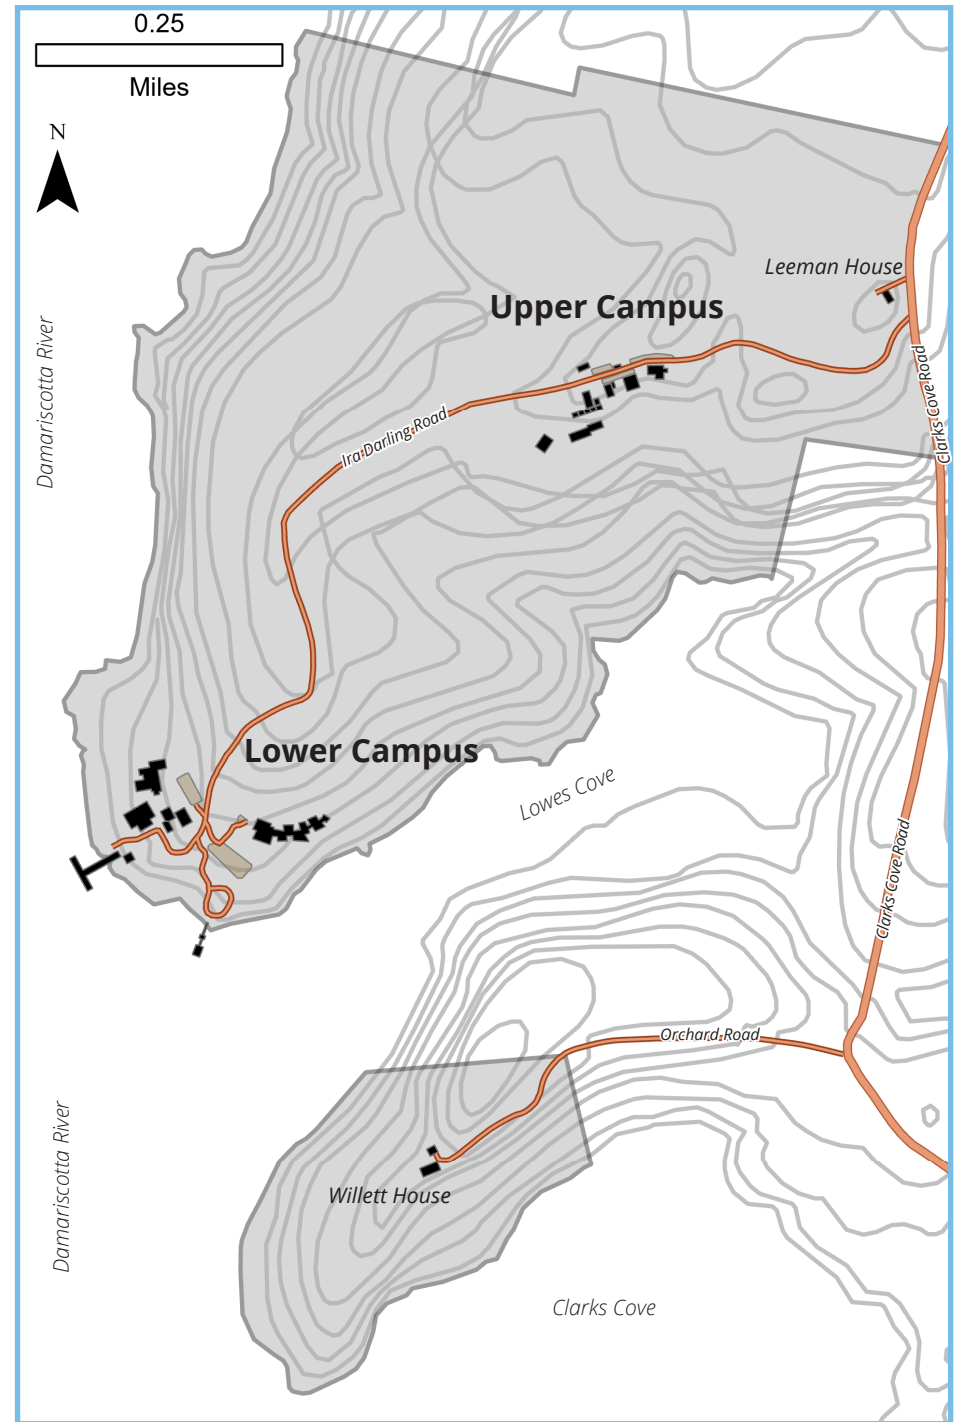 0.25
Miles
N
Leeman House
Upper Campus
Damariscotta River
Clarks Cove Road
Ira Darling Road
Lower Campus
Lowes Cove
Clarks Cove Road
Orchard Road
Damariscotta River
Willett House
Clarks Cove